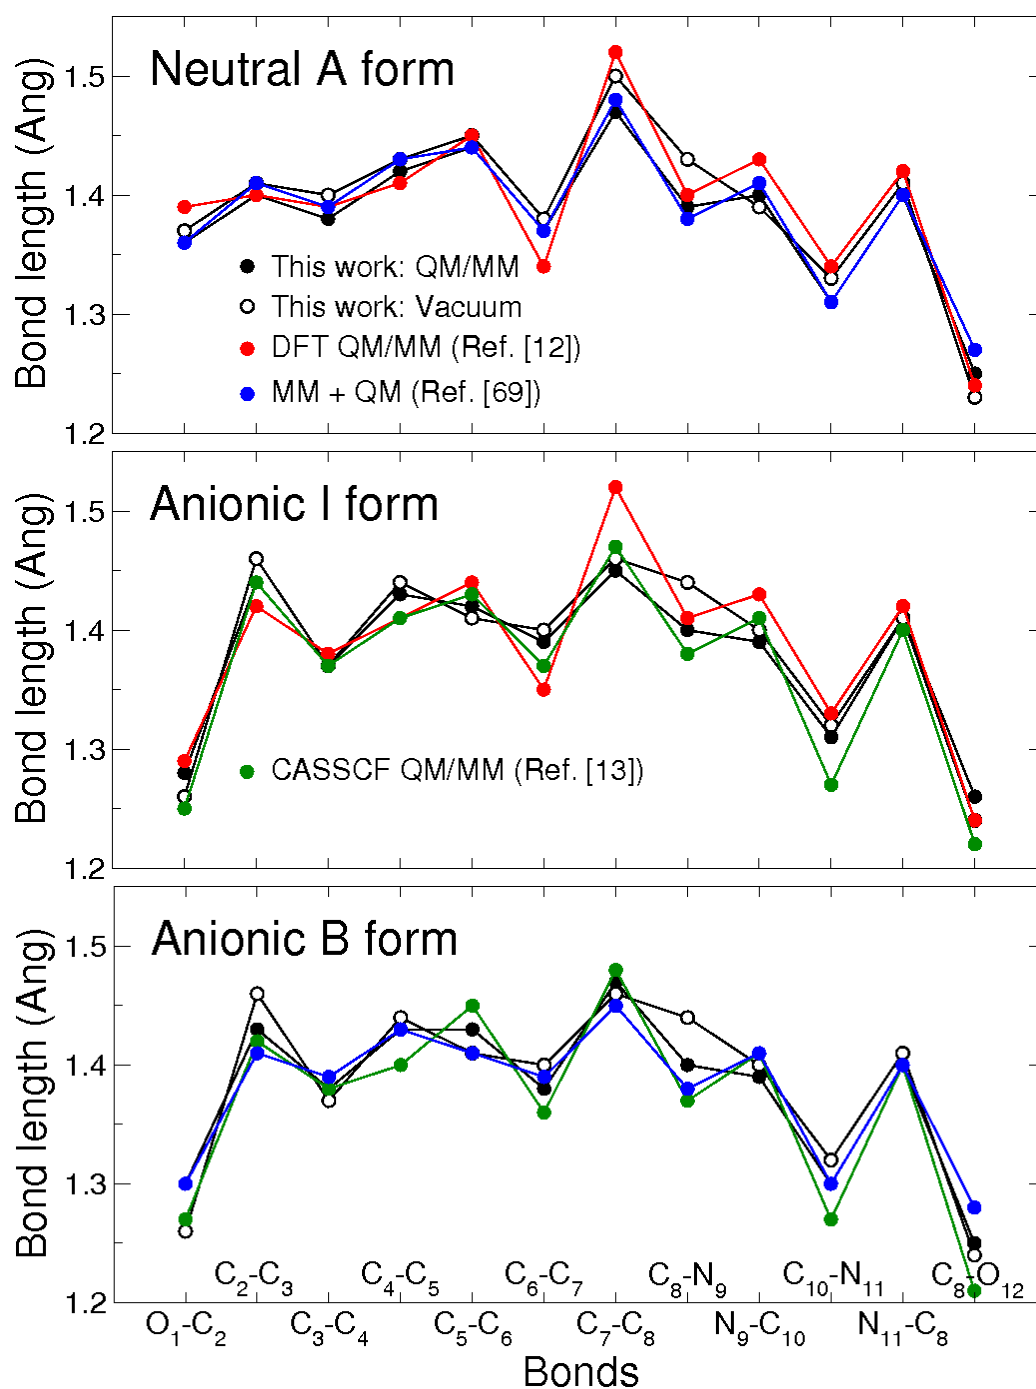 Neutral A form
Bond length (Ang)
1.5
1.4
1.3
1.2
This work: QM/MM
This work: Vacuum
DFT QM/MM (Ref. [12])
MM + QM (Ref. [69])
Anionic I form
Bond length (Ang)
1.5
1.4
1.3
1.2
CASSCF QM/MM (Ref. [13])
Anionic B form
Bond length (Ang)
1.5
1.4
1.3
1.2
C₂-C₃ C₄-C₅ C₆-C₇ C₈-N₉ C₁₀-N₁₁ C₈-O₁₂
O₁-C₂ C₃-C₄ C₅-C₆ C₇-C₈ N₉-C₁₀ N₁₁-C₈
Bonds